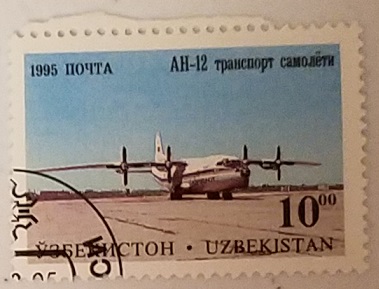 1995 ПОЧТА
АН-12 транспорт самолёти
10⁰⁰
ЎЗБЕКИСТОН • UZBEKISTAN